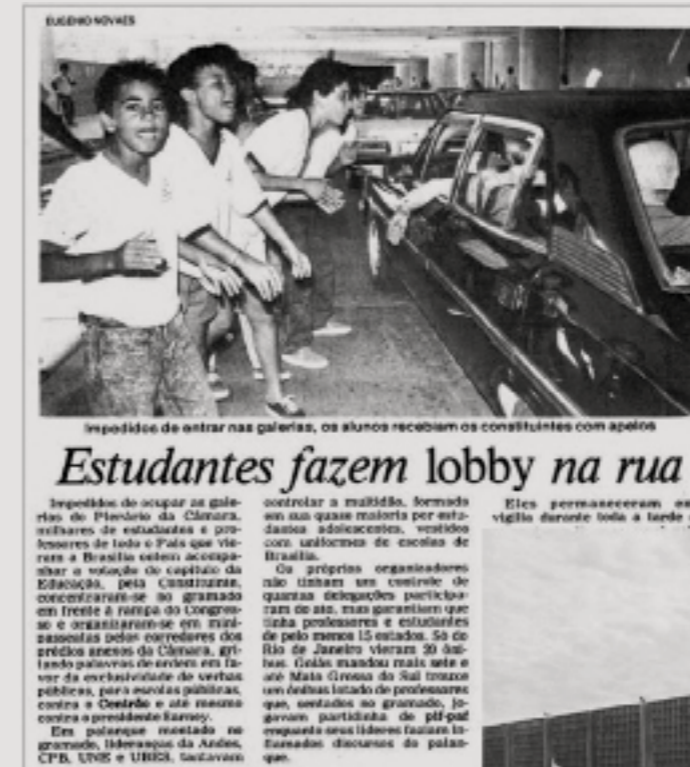 EUGENIO NOVAES
Impedidos de entrar nas galerias, os alunos recebiam os constituintes com apelos
Estudantes fazem lobby na rua
Impedidos de ocupar as gale-
rias do Plenário da Câmara,
milhares de estudantes e pro-
fessores de todo o País que vie-
ram a Brasília ontem acompa-
nhar a votação do capítulo da
Educação, pela Constituinte,
concentraram-se no gramado
em frente à rampa do Congres-
so e organizaram-se em mini-
passeatas pelos corredores dos
prédios anexos da Câmara, gri-
tando palavras de ordem em fa-
vor da exclusividade de verbas
públicas, para escolas públicas,
contra o Centrão e até mesmo
contra o presidente Sarney.
Em palanque montado no
gramado, lideranças da Andes,
CPB, UNE e UBES, tentavam
controlar a multidão, formada
em sua quase maioria por estu-
dantes adolescentes, vestidos
com uniformes de escolas de
Brasília.
Os próprios organizadores
não tinham um controle de
quantas delegações participa-
ram do ato, mas garantiam que
tinha professores e estudantes
de pelo menos 15 estados. Só do
Rio de Janeiro vieram 20 ôni-
bus. Goiás mandou mais sete e
até Mato Grosso do Sul trouxe
um ônibus lotado de professores
que, sentados no gramado, jo-
gavam partidinha de pif-paf
enquanto seus líderes faziam in-
flamados discursos do palan-
que.
Eles permaneceram em
vigília durante toda a tarde